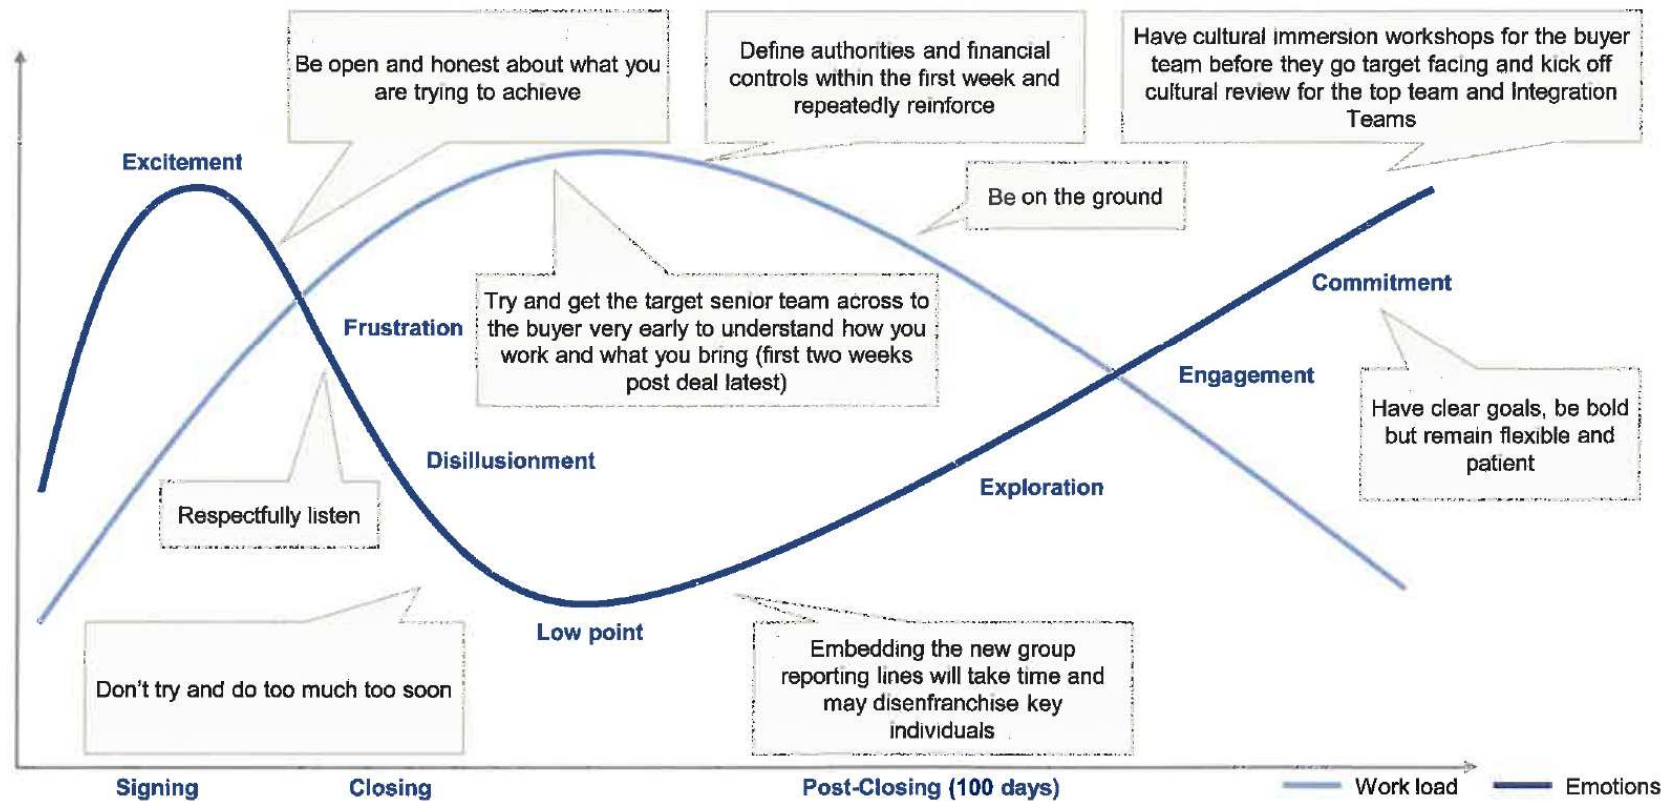 Be open and honest about what you
are trying to achieve
Define authorities and financial
controls within the first week and
repeatedly reinforce
Have cultural immersion workshops for the buyer
team before they go target facing and kick off
cultural review for the top team and Integration
Teams
Excitement
Be on the ground
Try and get the target senior team across to
the buyer very early to understand how you
work and what you bring (first two weeks
post deal latest)
Frustration
Commitment
Engagement
Have clear goals, be bold
but remain flexible and
patient
Disillusionment
Exploration
Respectfully listen
Low point
Don't try and do too much too soon
Embedding the new group
reporting lines will take time and
may disenfranchise key
individuals
Signing
Closing
Post-Closing (100 days)
Work load
Emotions